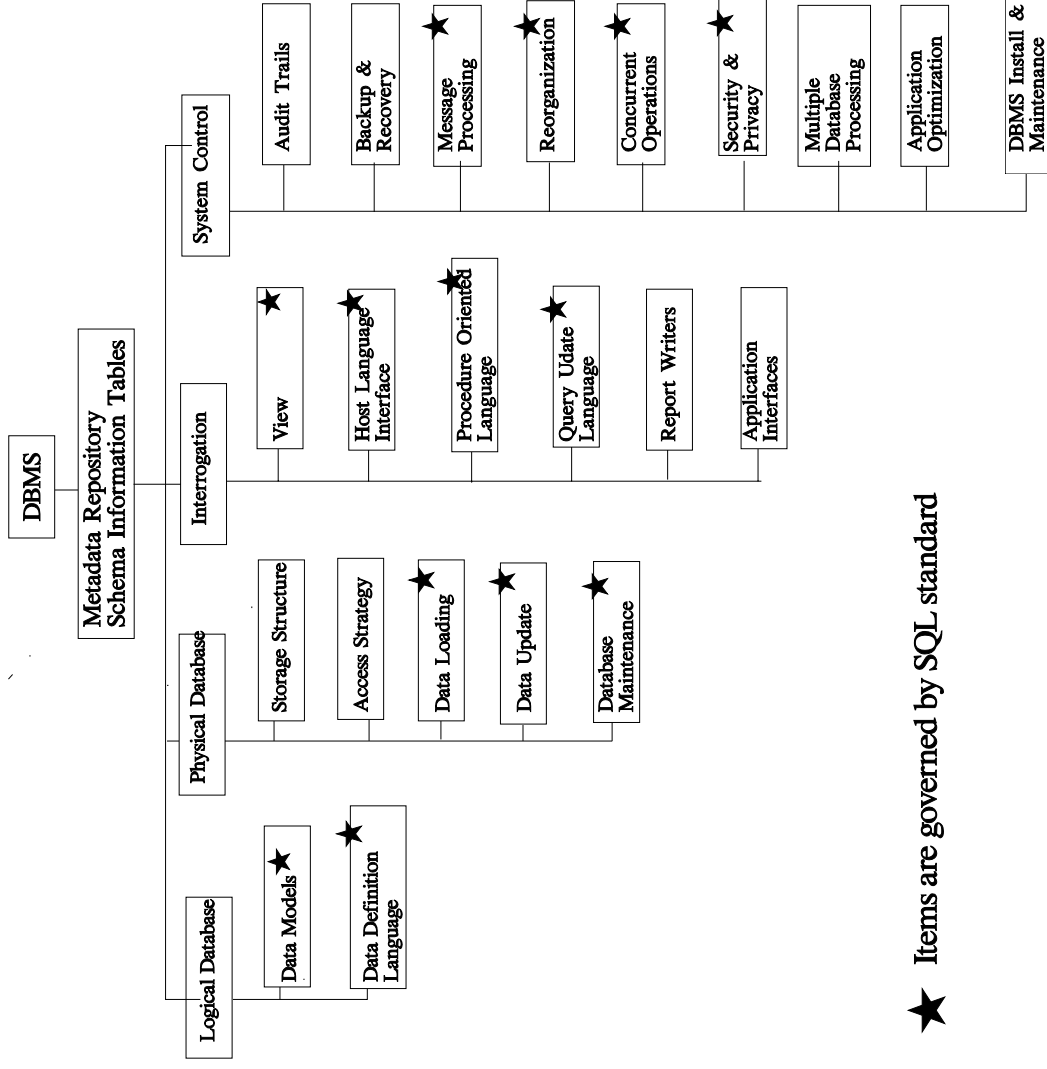 DBMS
Metadata Repository
Schema Information Tables
Logical Database
Data Models
Data Definition
Language
Physical Database
Storage Structure
Access Strategy
Data Loading
Data Update
Database
Maintenance
Interrogation
View
Host Language
Interface
Procedure Oriented
Language
Query Udate
Language
Report Writers
Application
Interfaces
System Control
Audit Trails
Backup &
Recovery
Message
Processing
Reorganization
Concurrent
Operations
Security &
Privacy
Multiple
Database
Processing
Application
Optimization
DBMS Install &
Maintenance
Items are governed by SQL standard